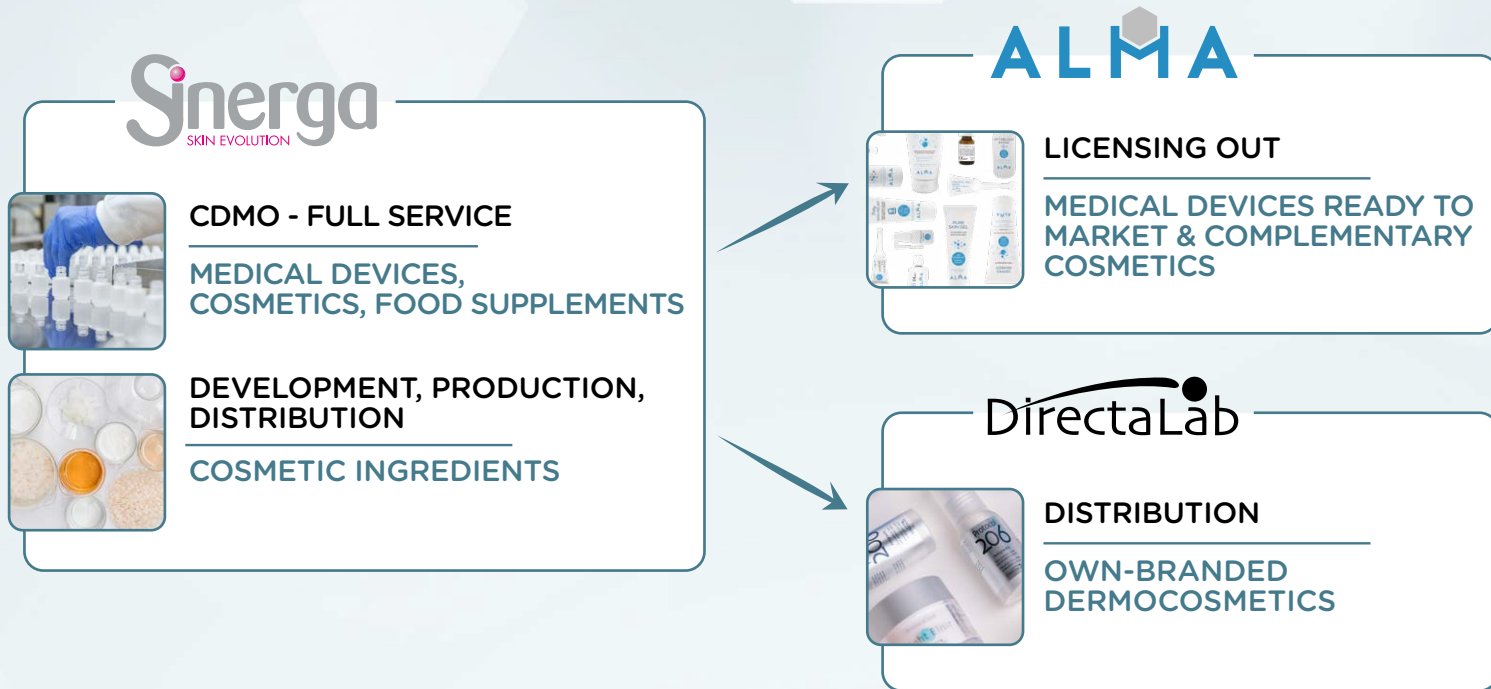 Sinerga
SKIN EVOLUTION
CDMO - FULL SERVICE
MEDICAL DEVICES,
COSMETICS, FOOD SUPPLEMENTS
DEVELOPMENT, PRODUCTION,
DISTRIBUTION
COSMETIC INGREDIENTS
ALMA
LICENSING OUT
MEDICAL DEVICES READY TO
MARKET & COMPLEMENTARY
COSMETICS
DirectaLab
DISTRIBUTION
OWN-BRANDED
DERMOCOSMETICS
206